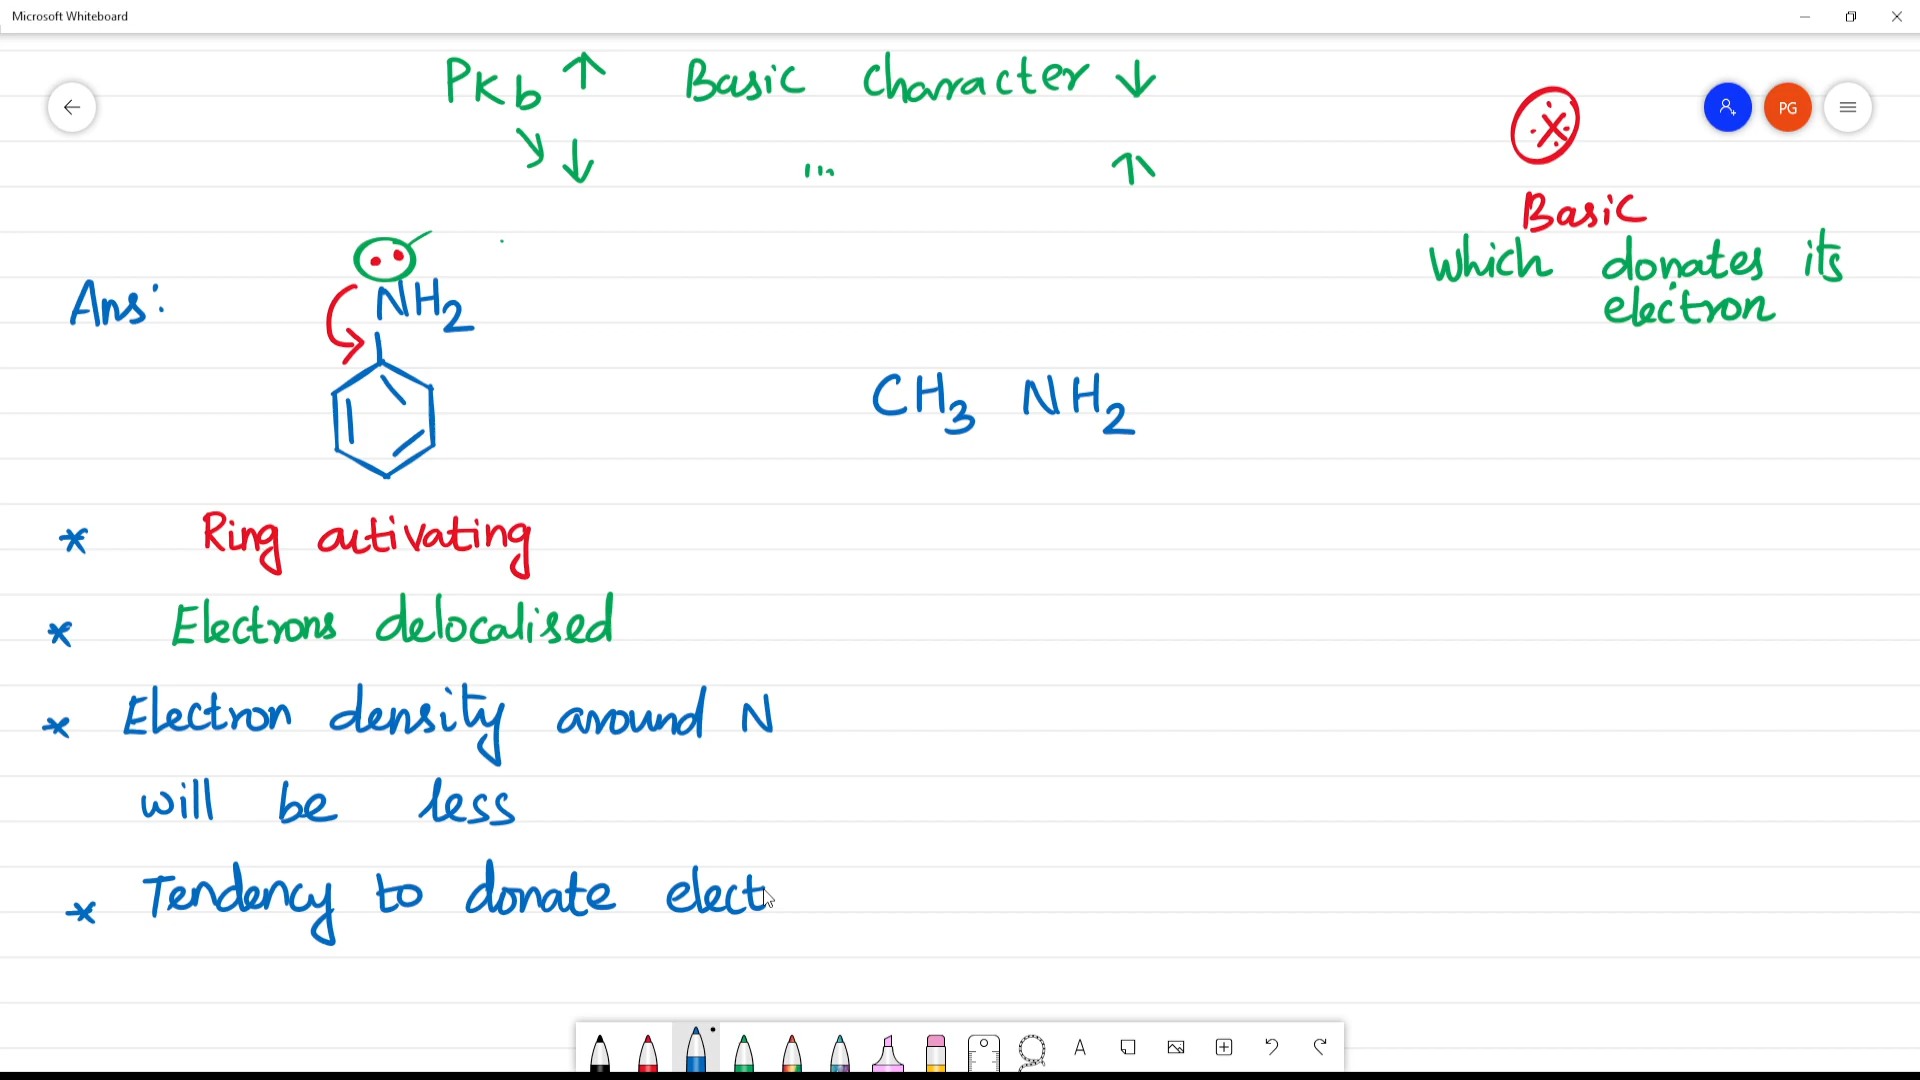 Microsoft Whiteboard
PKb ↑ Basic Character ↓
↓ ... ↑
PG
Basic
Which donates its
electron
Ans:
NH2
CH3 NH2
* Ring activating
* Electrons delocalised
* Electron density around N
will be less
* Tendency to donate elect
A